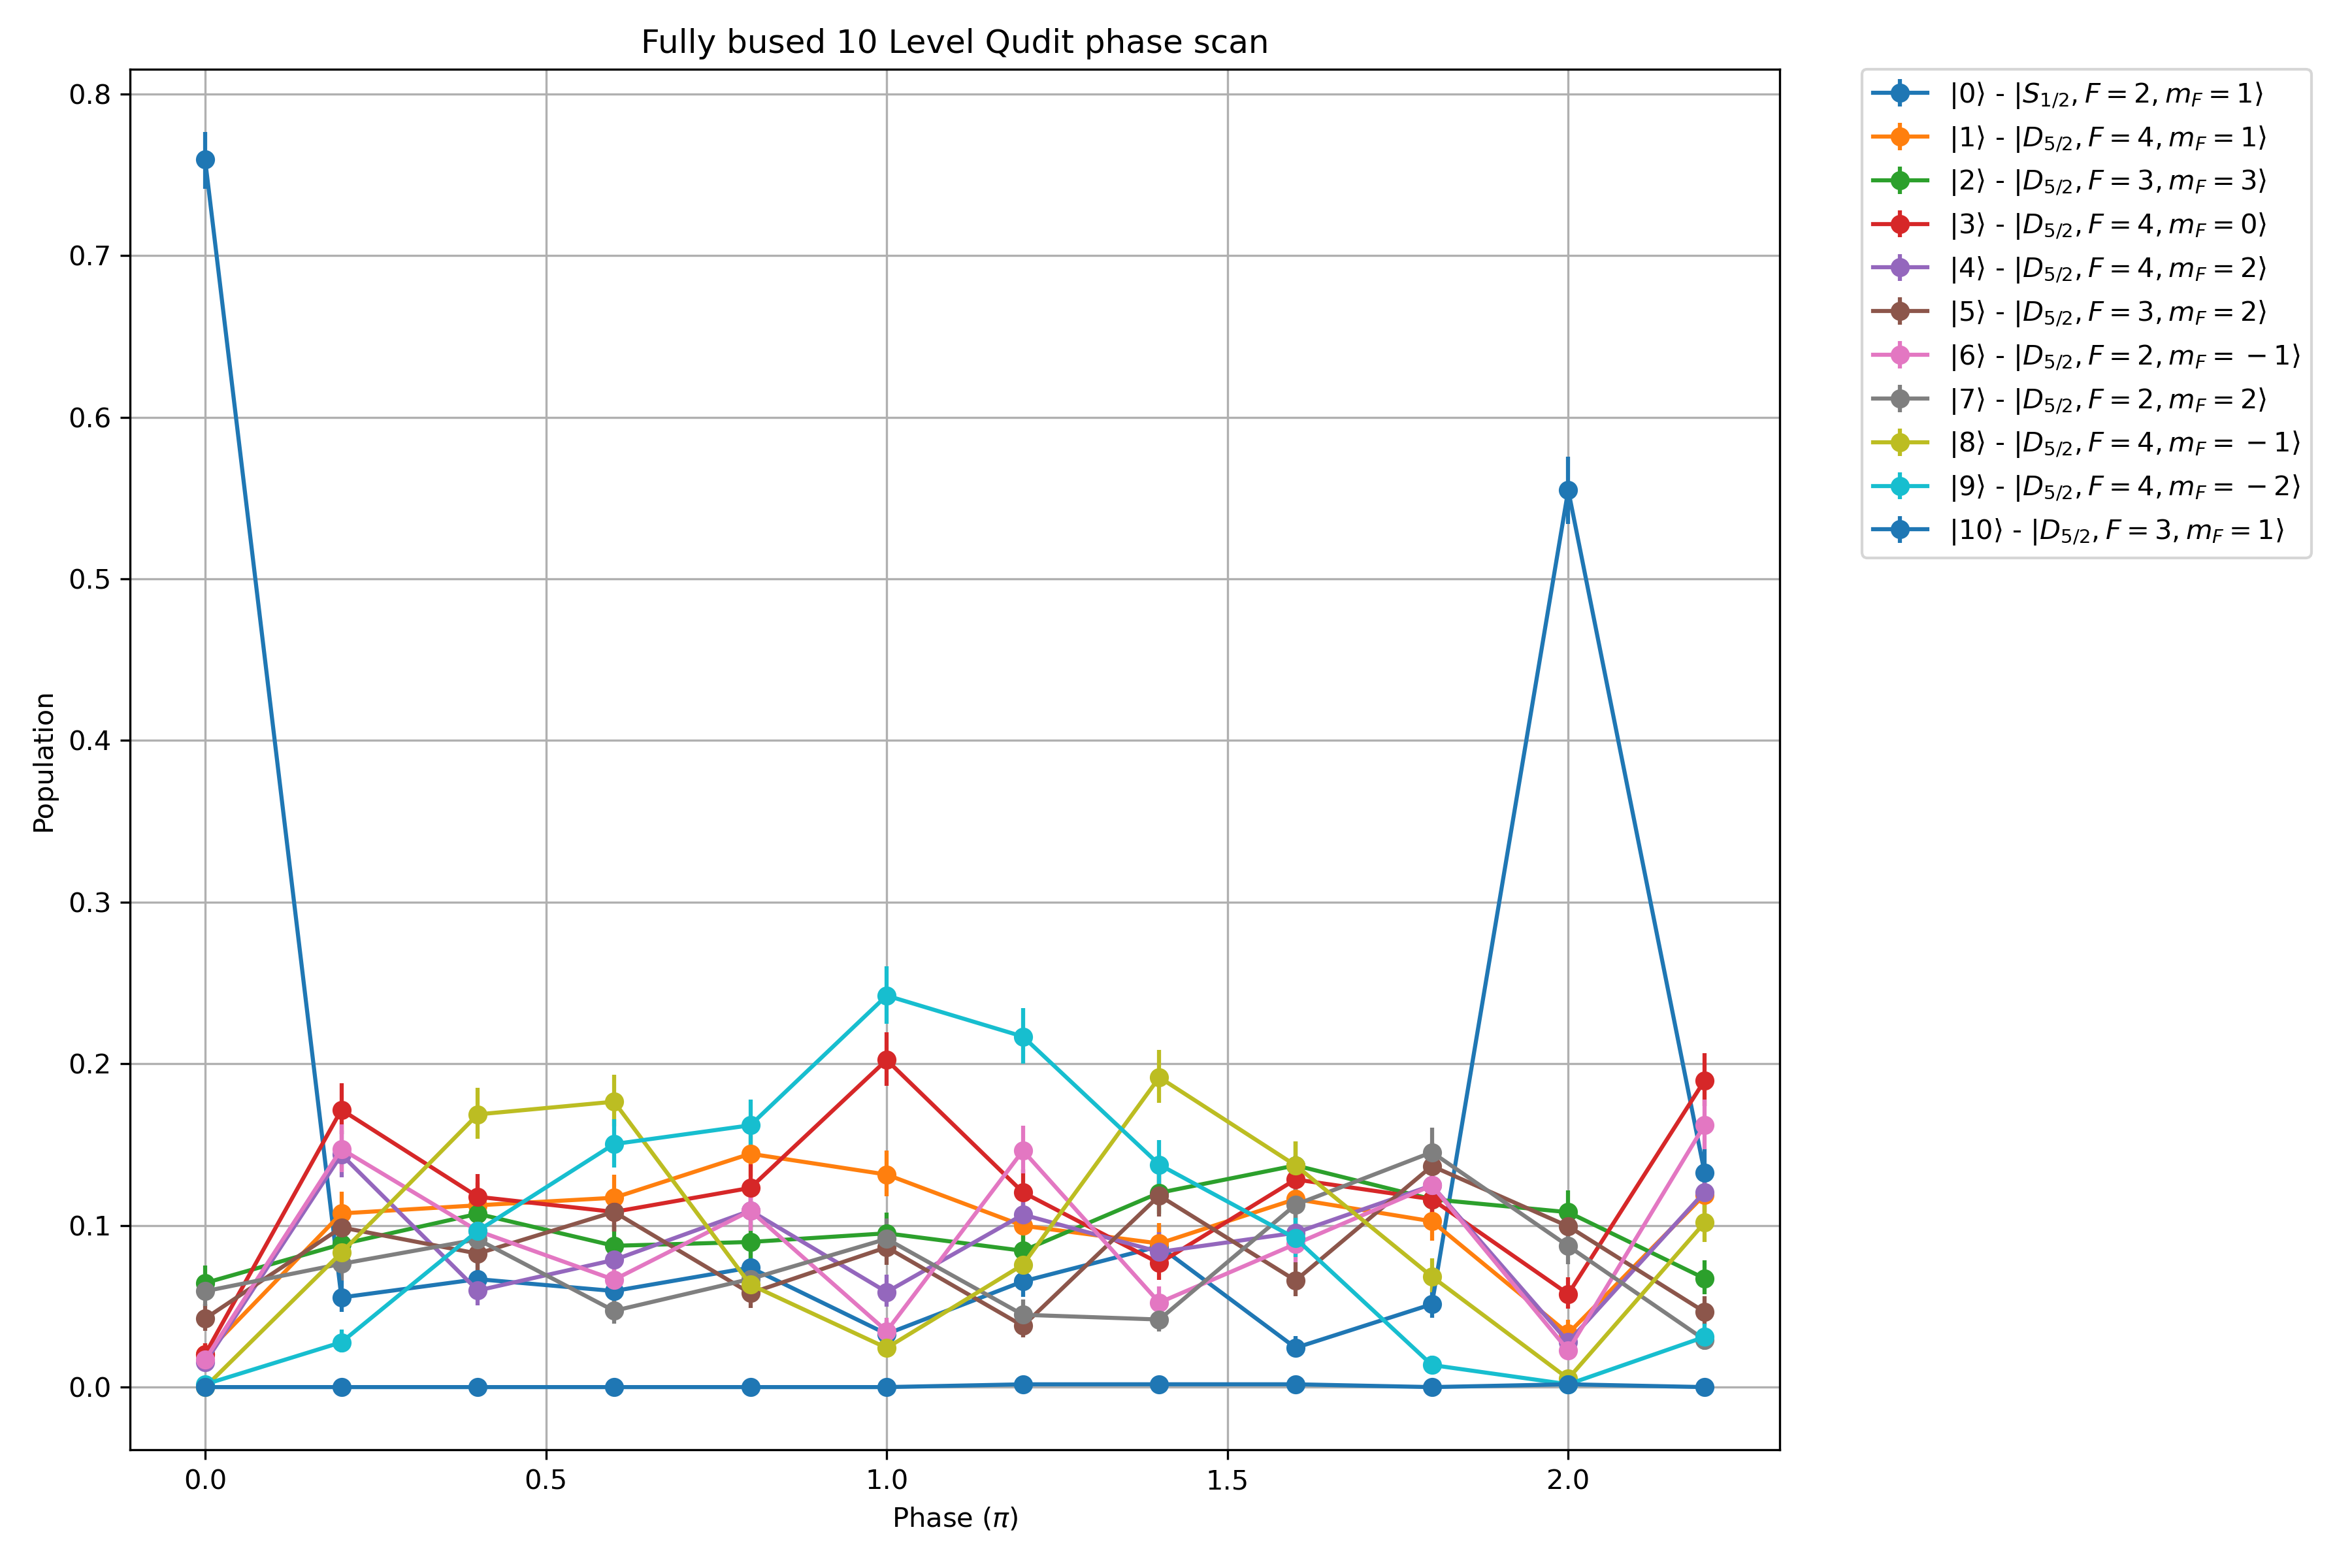 Fully bused 10 Level Qudit phase scan
0.8
0.7
0.6
0.5
0.4
0.3
0.2
0.1
0.0
Population
0.0 0.5 1.0 1.5 2.0
Phase (π)
|0⟩ - |S1/2, F = 2, mF = 1⟩
|1⟩ - |D5/2, F = 4, mF = 1⟩
|2⟩ - |D5/2, F = 3, mF = 3⟩
|3⟩ - |D5/2, F = 4, mF = 0⟩
|4⟩ - |D5/2, F = 4, mF = 2⟩
|5⟩ - |D5/2, F = 3, mF = 2⟩
|6⟩ - |D5/2, F = 2, mF = −1⟩
|7⟩ - |D5/2, F = 2, mF = 2⟩
|8⟩ - |D5/2, F = 4, mF = −1⟩
|9⟩ - |D5/2, F = 4, mF = −2⟩
|10⟩ - |D5/2, F = 3, mF = 1⟩